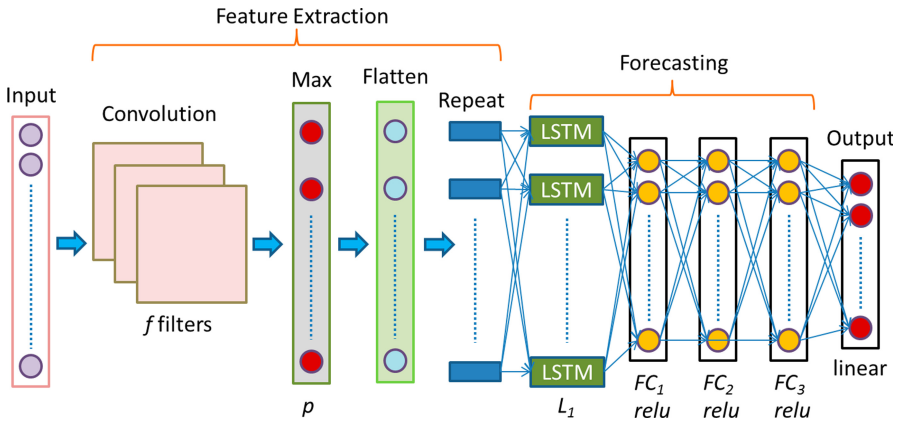 Feature Extraction
Forecasting
Input
Convolution
Max
Flatten
Repeat
Output
LSTM
LSTM
LSTM
f filters
p
L1
FC1
relu
FC2
relu
FC3
relu
linear